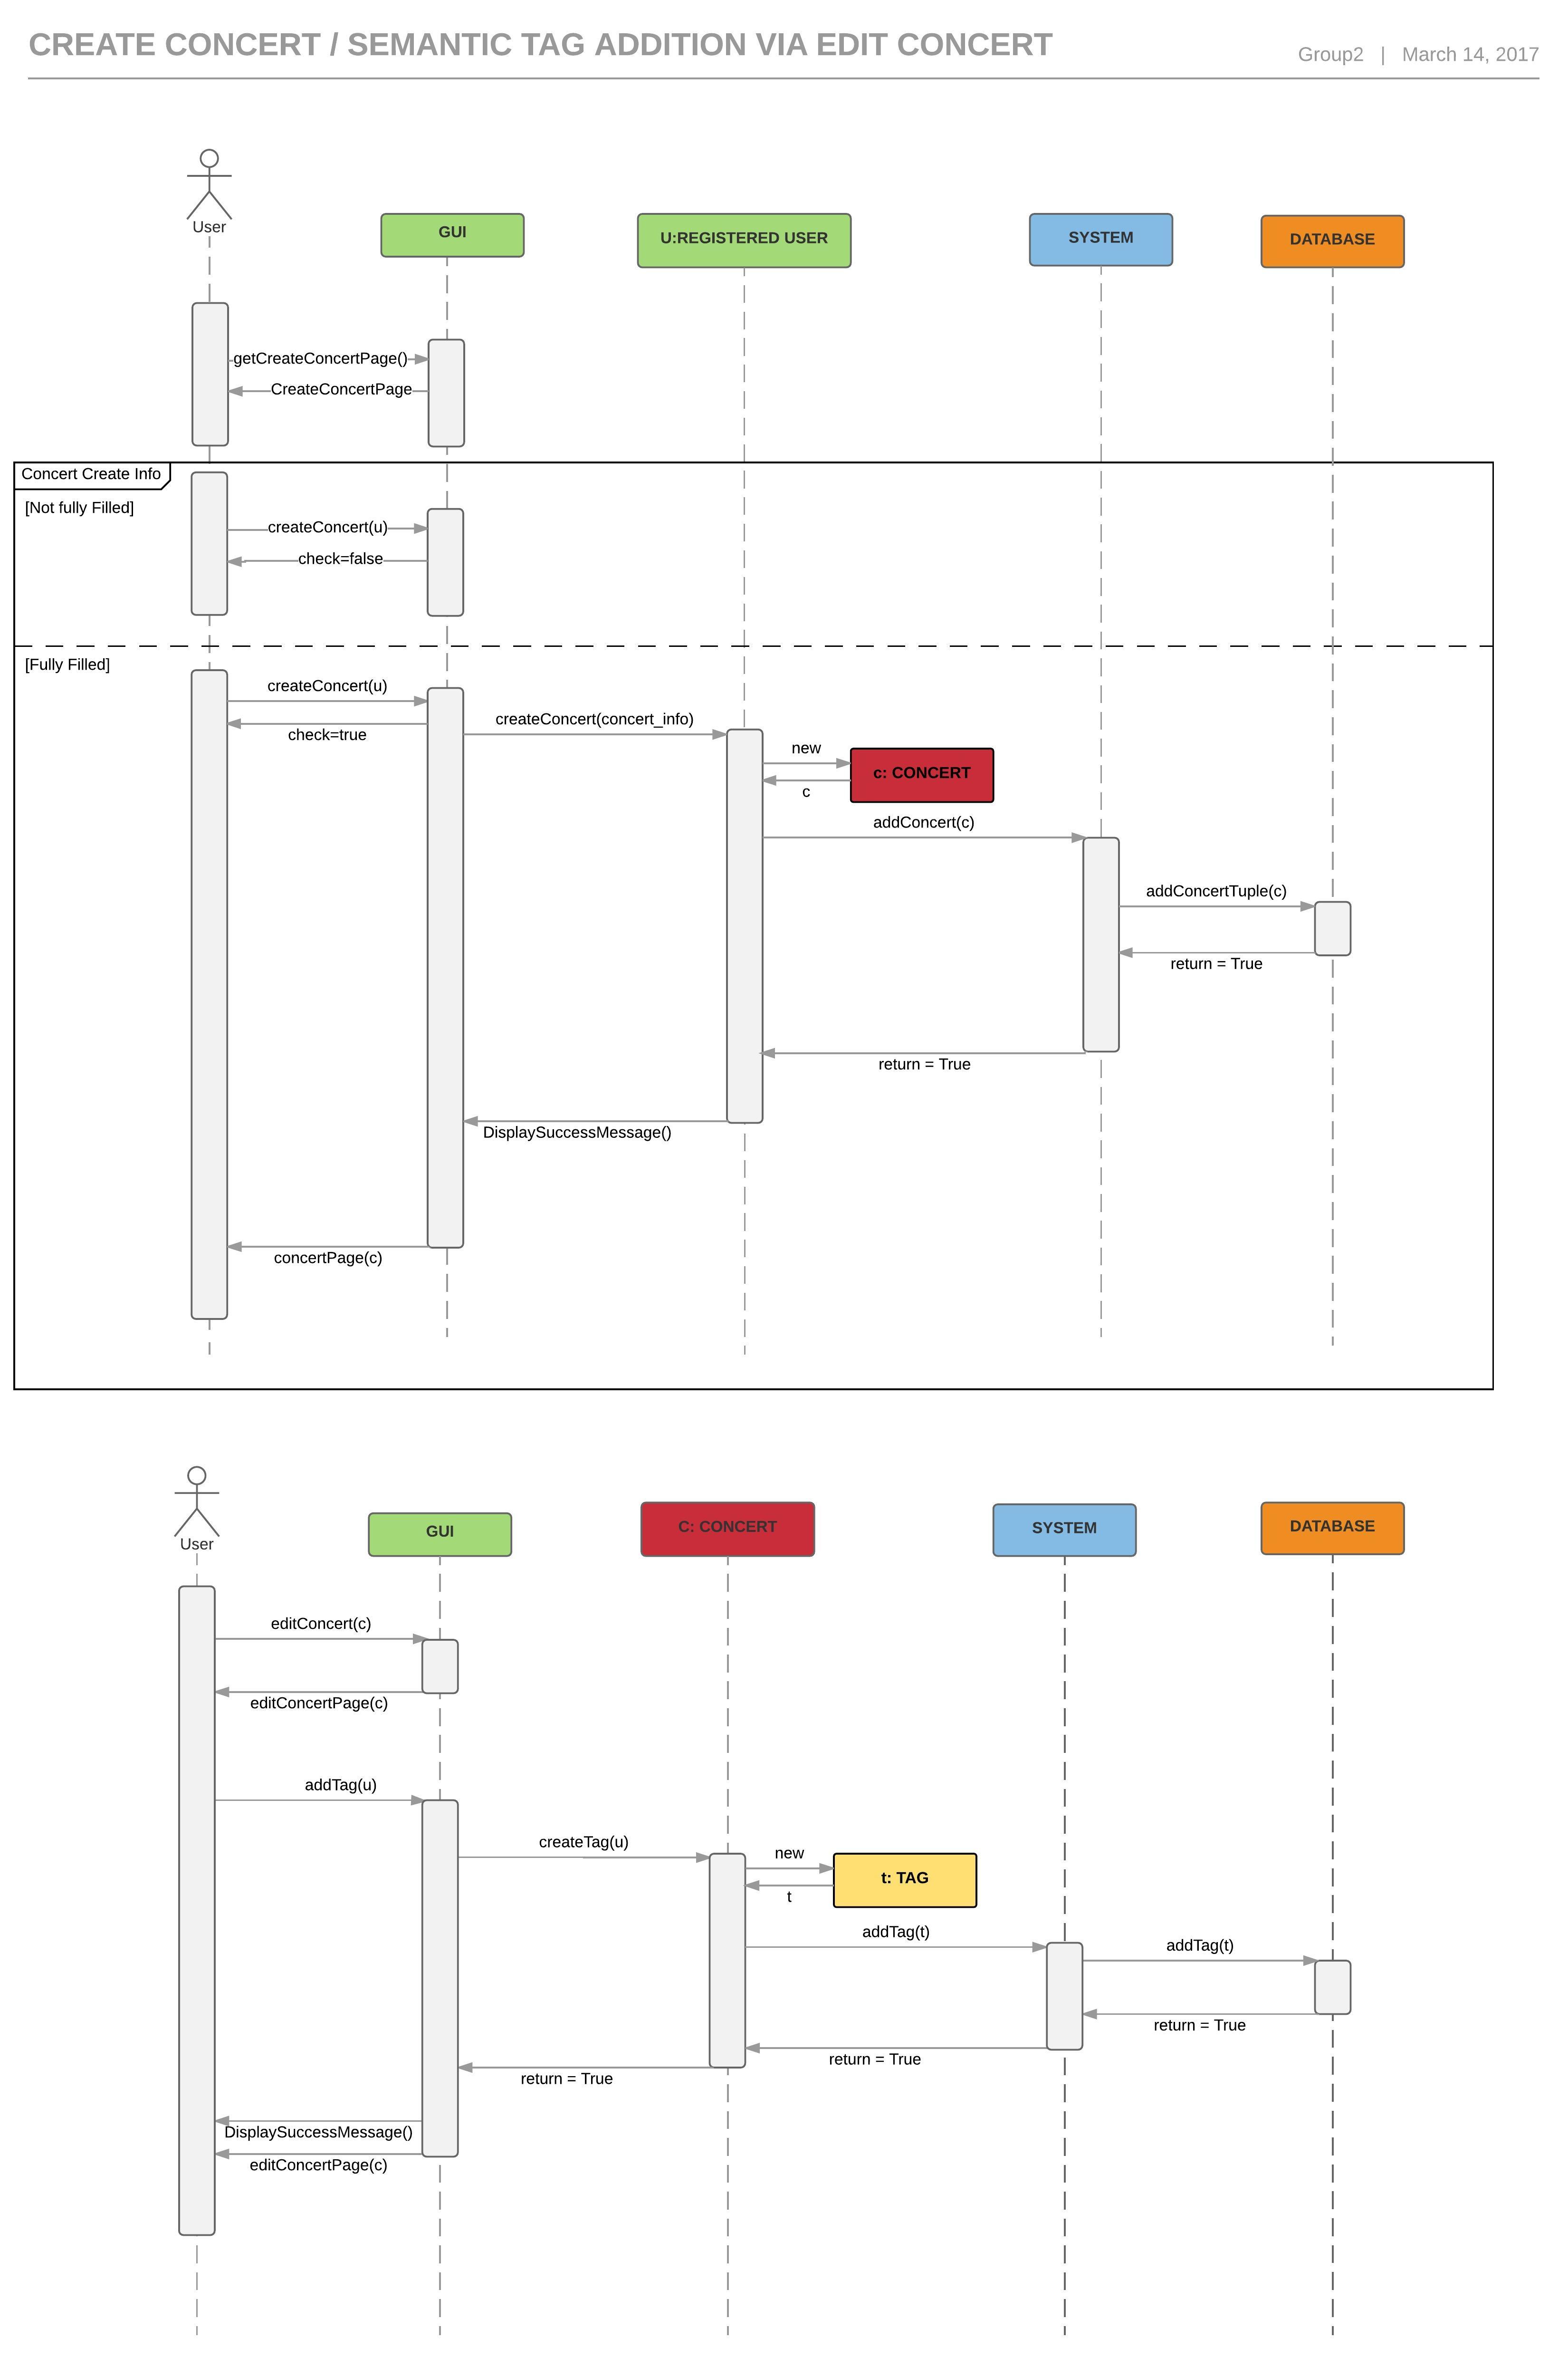 CREATE CONCERT / SEMANTIC TAG ADDITION VIA EDIT CONCERT
Group2 | March 14, 2017
User
GUI
U:REGISTERED USER
SYSTEM
DATABASE
getCreateConcertPage()
CreateConcertPage
Concert Create Info
[Not fully Filled]
createConcert(u)
check=false
[Fully Filled]
createConcert(u)
check=true
createConcert(concert_info)
new
c: CONCERT
c
addConcert(c)
addConcertTuple(c)
return = True
return = True
DisplaySuccessMessage()
concertPage(c)
User
GUI
C: CONCERT
SYSTEM
DATABASE
editConcert(c)
editConcertPage(c)
addTag(u)
createTag(u)
new
t: TAG
t
addTag(t)
addTag(t)
return = True
return = True
return = True
DisplaySuccessMessage()
editConcertPage(c)